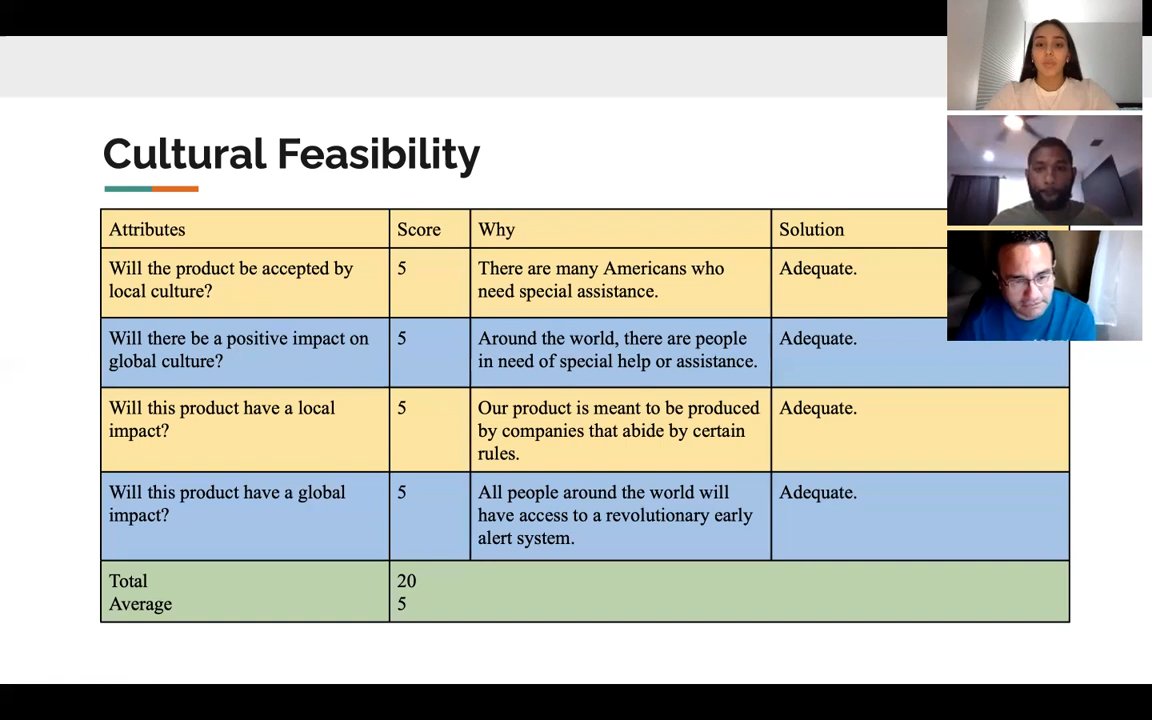 Cultural Feasibility
Attributes
Score
Why
Solution
Will the product be accepted by
local culture?
5
There are many Americans who
need special assistance.
Adequate.
Will there be a positive impact on
global culture?
5
Around the world, there are people
in need of special help or assistance.
Adequate.
Will this product have a local
impact?
5
Our product is meant to be produced
by companies that abide by certain
rules.
Adequate.
Will this product have a global
impact?
5
All people around the world will
have access to a revolutionary early
alert system.
Adequate.
Total
Average
20
5